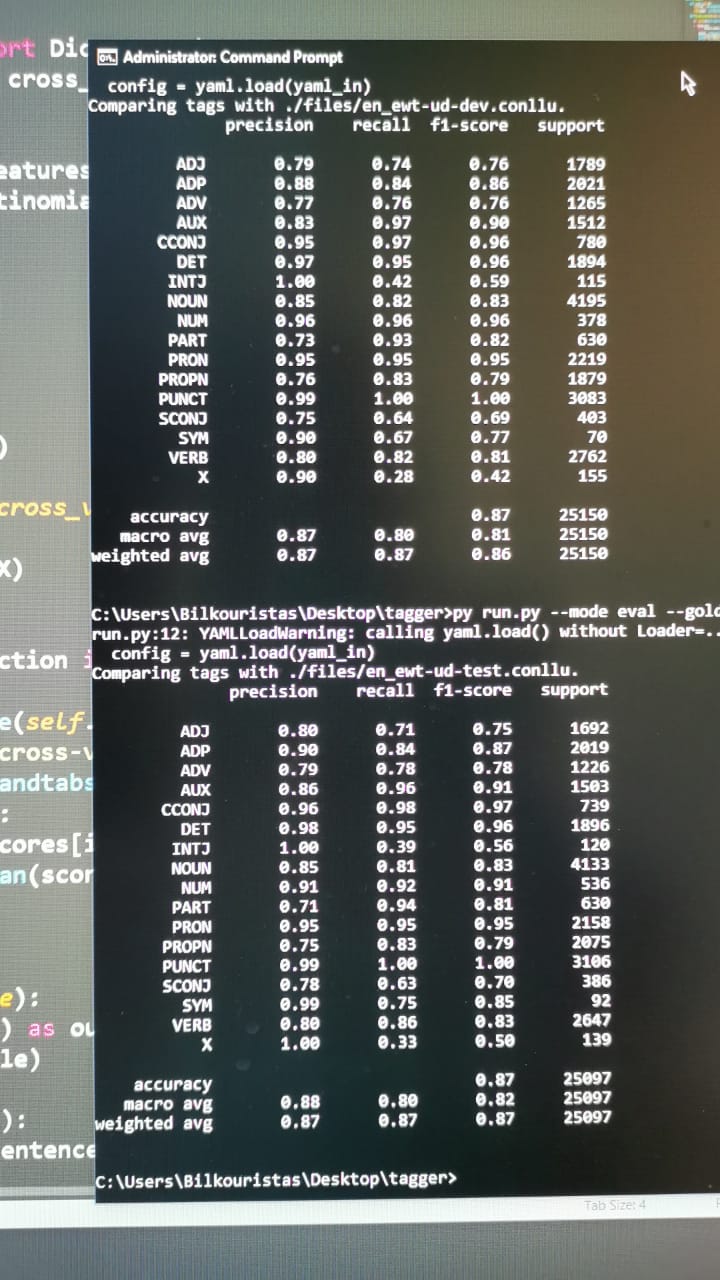 Administrator: Command Prompt
config = yaml.load(yaml_in)
Comparing tags with ./files/en_ewt-ud-dev.conllu.
precision recall f1-score support
ADJ 0.79 0.74 0.76 1789
ADP 0.88 0.84 0.86 2021
ADV 0.77 0.76 0.76 1265
AUX 0.83 0.97 0.90 1512
CCONJ 0.95 0.97 0.96 780
DET 0.97 0.95 0.96 1894
INTJ 1.00 0.42 0.59 115
NOUN 0.85 0.82 0.83 4195
NUM 0.96 0.96 0.96 378
PART 0.73 0.93 0.82 630
PRON 0.95 0.95 0.95 2219
PROPN 0.76 0.83 0.79 1879
PUNCT 0.99 1.00 1.00 3083
SCONJ 0.75 0.64 0.69 403
SYM 0.90 0.67 0.77 70
VERB 0.80 0.82 0.81 2762
X 0.90 0.28 0.42 155
accuracy 0.87 25150
macro avg 0.87 0.80 0.81 25150
weighted avg 0.87 0.87 0.86 25150
C:\Users\Bilkouristas\Desktop\tagger>py run.py --mode eval --gold
run.py:12: YAMLLoadWarning: calling yaml.load() without Loader=..
config = yaml.load(yaml_in)
Comparing tags with ./files/en_ewt-ud-test.conllu.
precision recall f1-score support
ADJ 0.80 0.71 0.75 1692
ADP 0.90 0.84 0.87 2019
ADV 0.79 0.78 0.78 1226
AUX 0.86 0.96 0.91 1503
CCONJ 0.96 0.98 0.97 739
DET 0.98 0.95 0.96 1896
INTJ 1.00 0.39 0.56 120
NOUN 0.85 0.81 0.83 4133
NUM 0.91 0.92 0.91 536
PART 0.71 0.94 0.81 630
PRON 0.95 0.95 0.95 2158
PROPN 0.75 0.83 0.79 2075
PUNCT 0.99 1.00 1.00 3106
SCONJ 0.78 0.63 0.70 386
SYM 0.99 0.75 0.85 92
VERB 0.80 0.86 0.83 2647
X 1.00 0.33 0.50 139
accuracy 0.87 25097
macro avg 0.88 0.80 0.82 25097
weighted avg 0.87 0.87 0.87 25097
C:\Users\Bilkouristas\Desktop\tagger>
ort Dic
cross_
eatures
tinomia
)
cross_v
X)
ction i
e(self.
cross-v
andtabs
:
cores[i
an(scor
e):
) as ou
le)
):
entence
Tab Size: 4